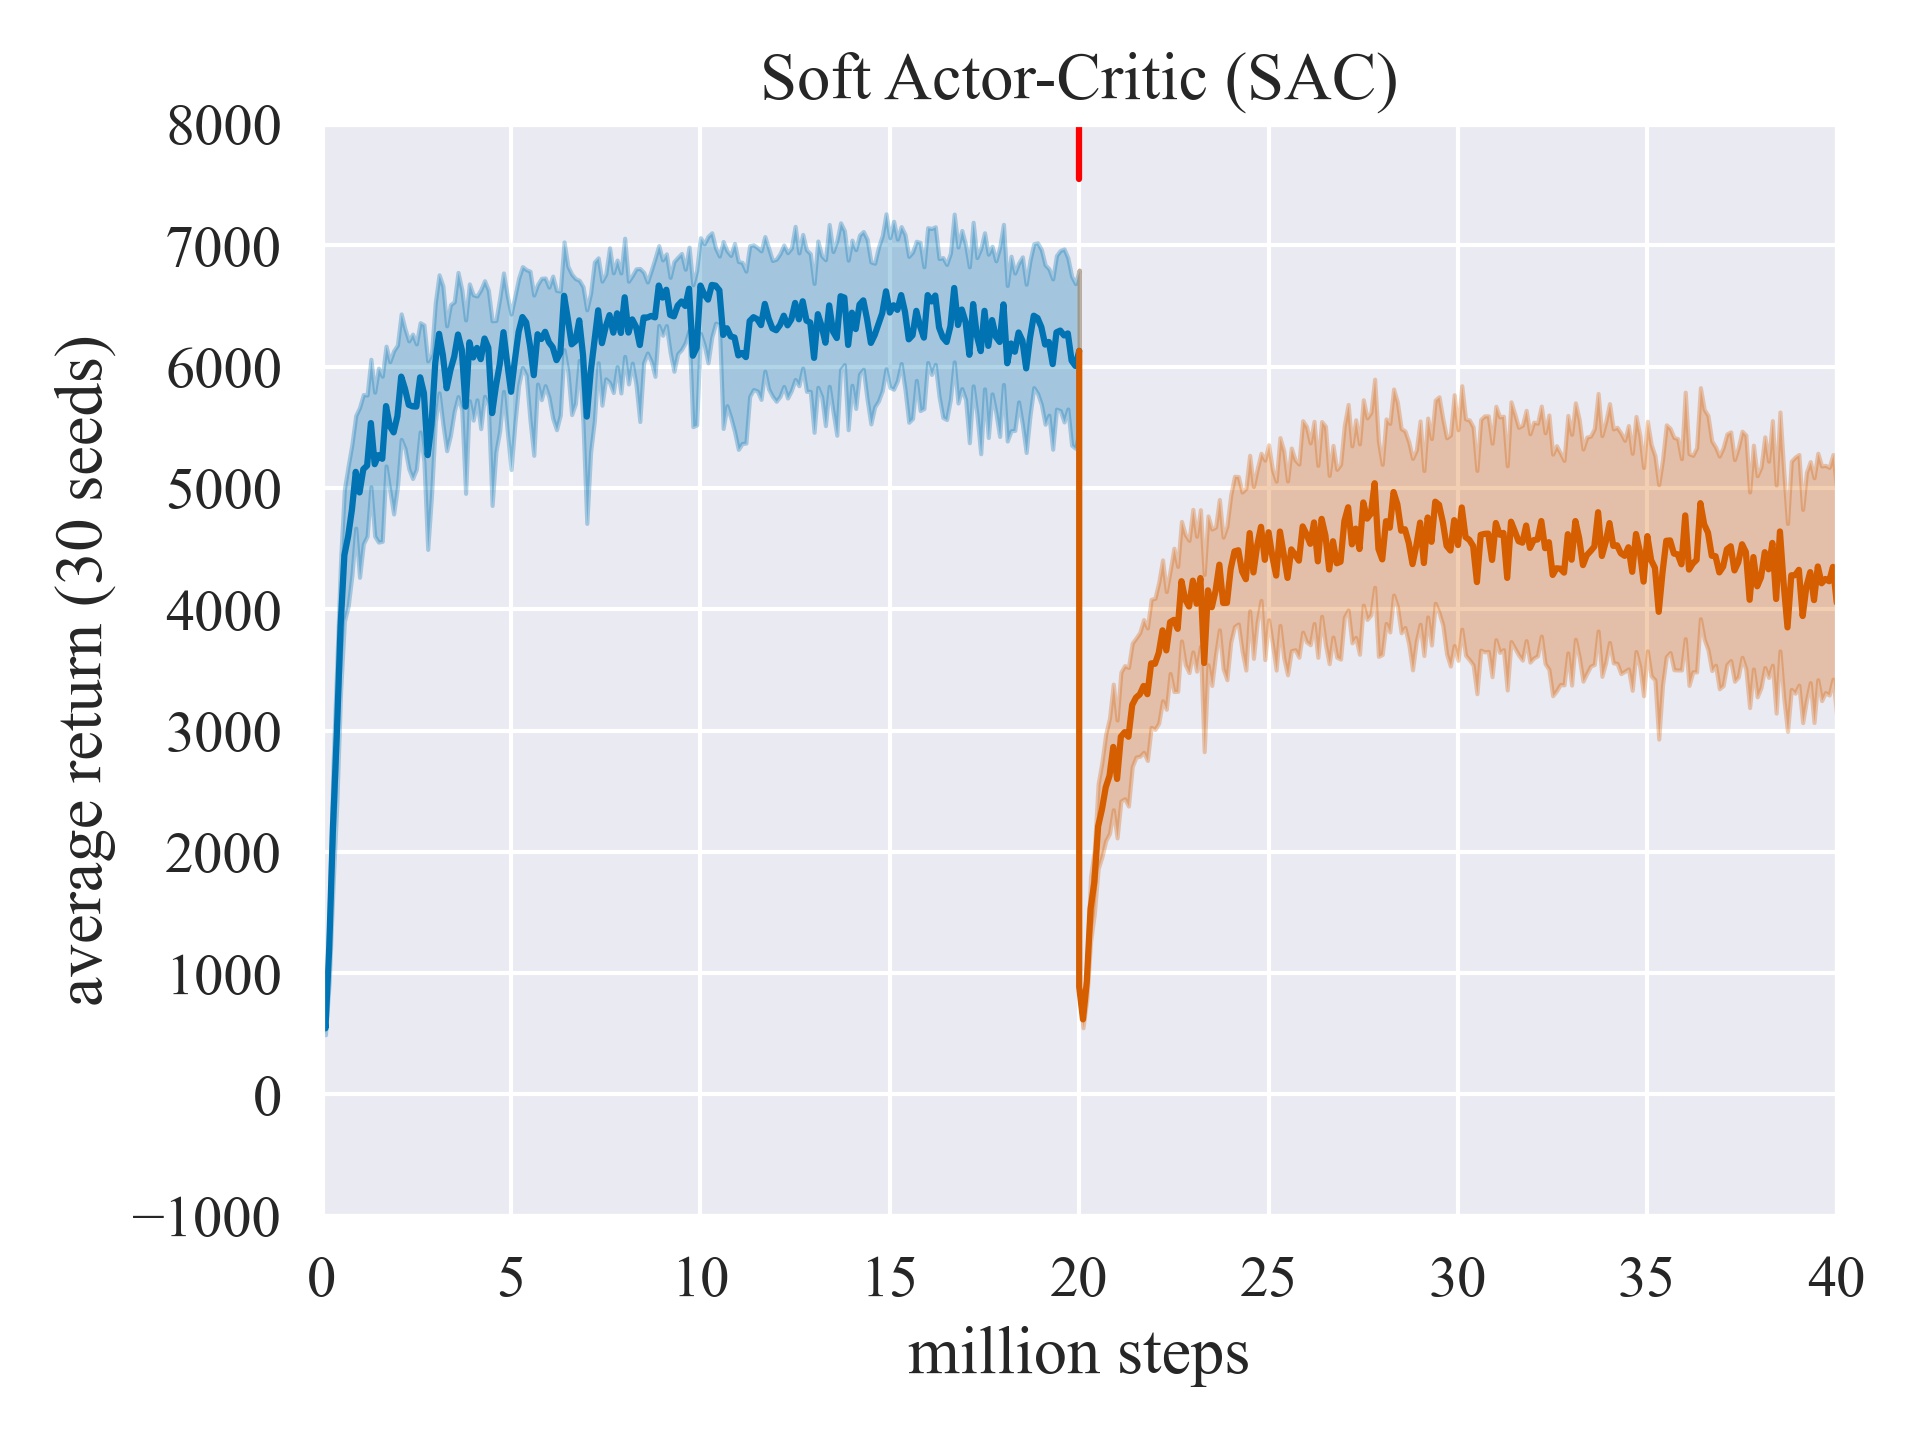 Soft Actor-Critic (SAC)
8000
7000
6000
5000
4000
3000
2000
1000
0
−1000
average return (30 seeds)
0 5 10 15 20 25 30 35 40
million steps